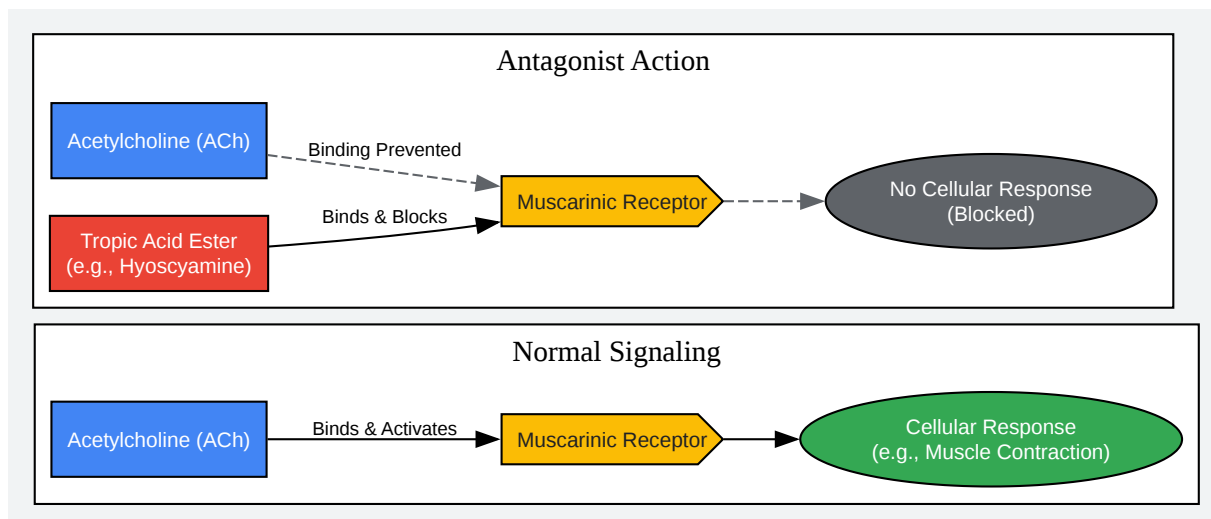 Antagonist Action
Acetylcholine (ACh)
Binding Prevented
Tropic Acid Ester
(e.g., Hyoscyamine)
Binds & Blocks
Muscarinic Receptor
No Cellular Response
(Blocked)
Normal Signaling
Acetylcholine (ACh)
Binds & Activates
Muscarinic Receptor
Cellular Response
(e.g., Muscle Contraction)